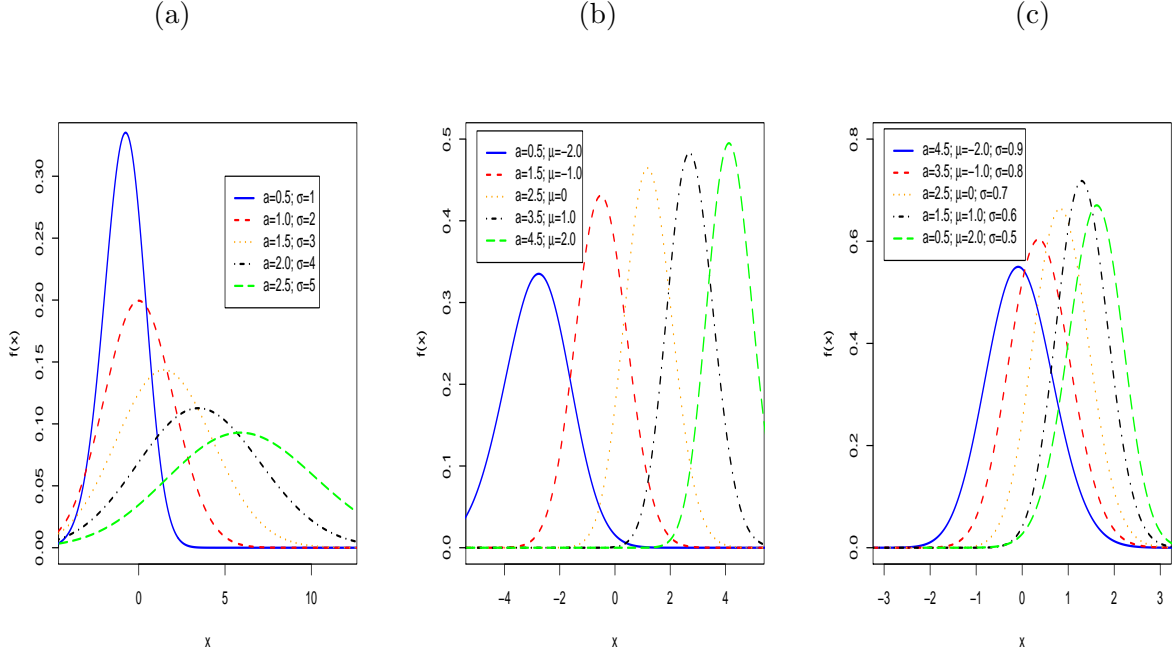 (a)
f(x)
0.00 0.05 0.10 0.15 0.20 0.25 0.30
a=0.5; σ=1
a=1.0; σ=2
a=1.5; σ=3
a=2.0; σ=4
a=2.5; σ=5
0 5 10
x
(b)
f(x)
0.0 0.1 0.2 0.3 0.4 0.5
a=0.5; μ=−2.0
a=1.5; μ=−1.0
a=2.5; μ=0
a=3.5; μ=1.0
a=4.5; μ=2.0
−4 −2 0 2 4
x
(c)
f(x)
0.0 0.2 0.4 0.6 0.8
a=4.5; μ=−2.0; σ=0.9
a=3.5; μ=−1.0; σ=0.8
a=2.5; μ=0; σ=0.7
a=1.5; μ=1.0; σ=0.6
a=0.5; μ=2.0; σ=0.5
−3 −2 −1 0 1 2 3
x